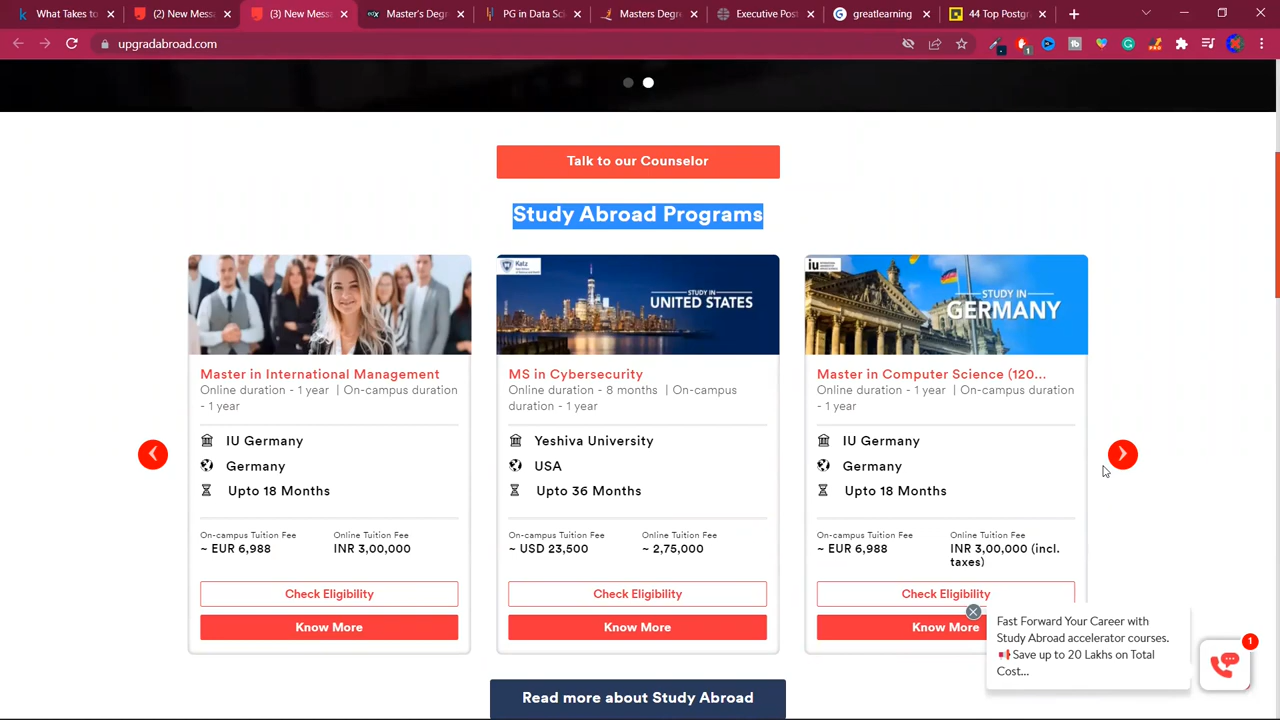 What Takes to
(2) New Messa
(3) New Messa
Master's Degr
PG in Data Sci
Masters Degre
Executive Post
greatlearning
44 Top Postgr
upgradabroad.com
Talk to our Counselor
Study Abroad Programs
Katz
STUDY IN
UNITED STATES
iu
STUDY IN
GERMANY
Master in International Management
Online duration - 1 year | On-campus duration
- 1 year
IU Germany
Germany
Upto 18 Months
On-campus Tuition Fee
~ EUR 6,988
Online Tuition Fee
INR 3,00,000
Check Eligibility
Know More
MS in Cybersecurity
Online duration - 8 months | On-campus
duration - 1 year
Yeshiva University
USA
Upto 36 Months
On-campus Tuition Fee
~ USD 23,500
Online Tuition Fee
~ 2,75,000
Check Eligibility
Know More
Master in Computer Science (120...
Online duration - 1 year | On-campus duration
- 1 year
IU Germany
Germany
Upto 18 Months
On-campus Tuition Fee
~ EUR 6,988
Online Tuition Fee
INR 3,00,000 (incl.
taxes)
Check Eligibility
Know More
Fast Forward Your Career with
Study Abroad accelerator courses.
Save up to 20 Lakhs on Total
Cost...
1
Read more about Study Abroad